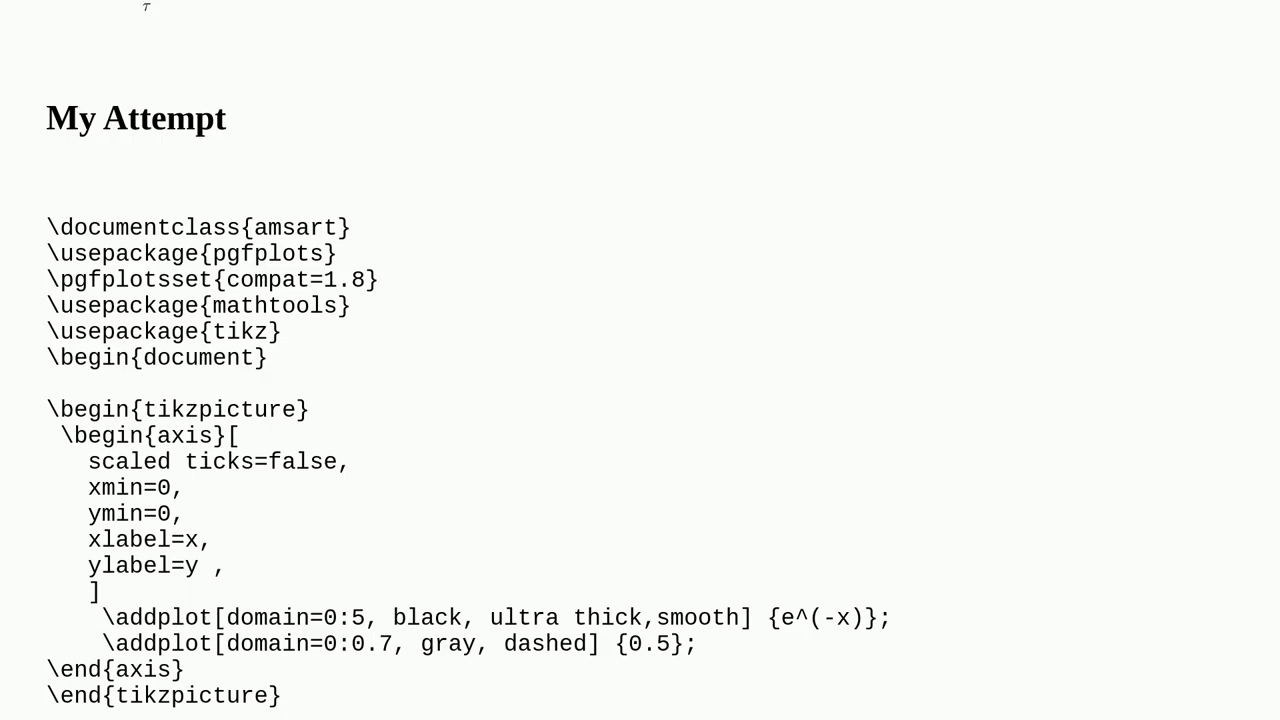 τ
My Attempt
\documentclass{amsart}
\usepackage{pgfplots}
\pgfplotsset{compat=1.8}
\usepackage{mathtools}
\usepackage{tikz}
\begin{document}
\begin{tikzpicture}
 \begin{axis}[
   scaled ticks=false,
   xmin=0,
   ymin=0,
   xlabel=x,
   ylabel=y ,
   ]
    \addplot[domain=0:5, black, ultra thick,smooth] {e^(-x)};
    \addplot[domain=0:0.7, gray, dashed] {0.5};
\end{axis}
\end{tikzpicture}